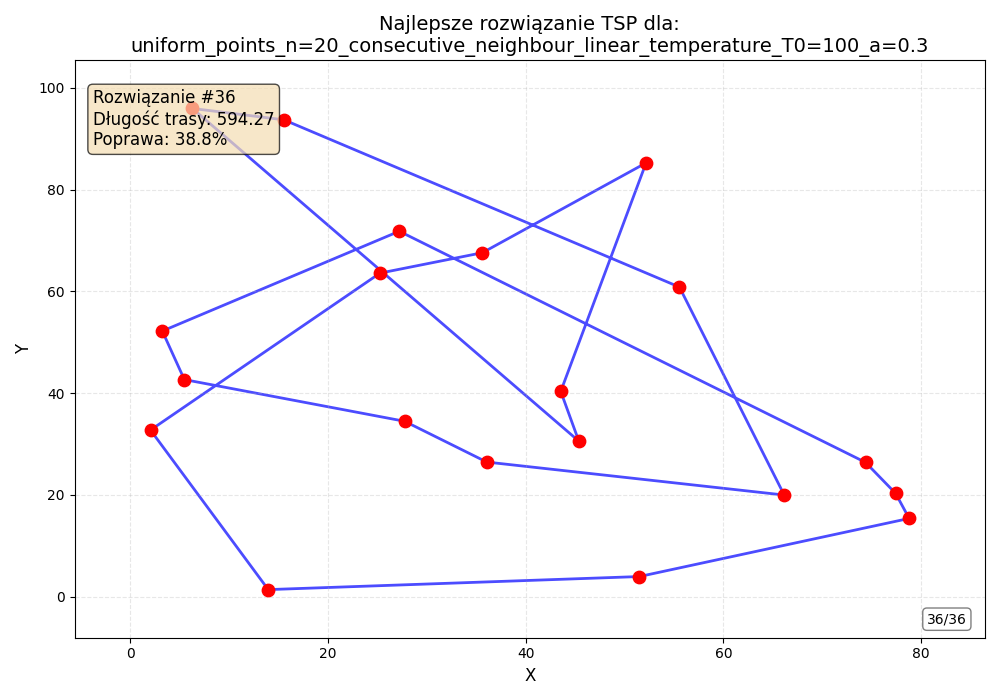 Najlepsze rozwiązanie TSP dla:
uniform_points_n=20_consecutive_neighbour_linear_temperature_T0=100_a=0.3
Rozwiązanie #36
Długość trasy: 594.27
Poprawa: 38.8%
100
80
60
40
20
0
Y
0
20
40
60
80
X
36/36